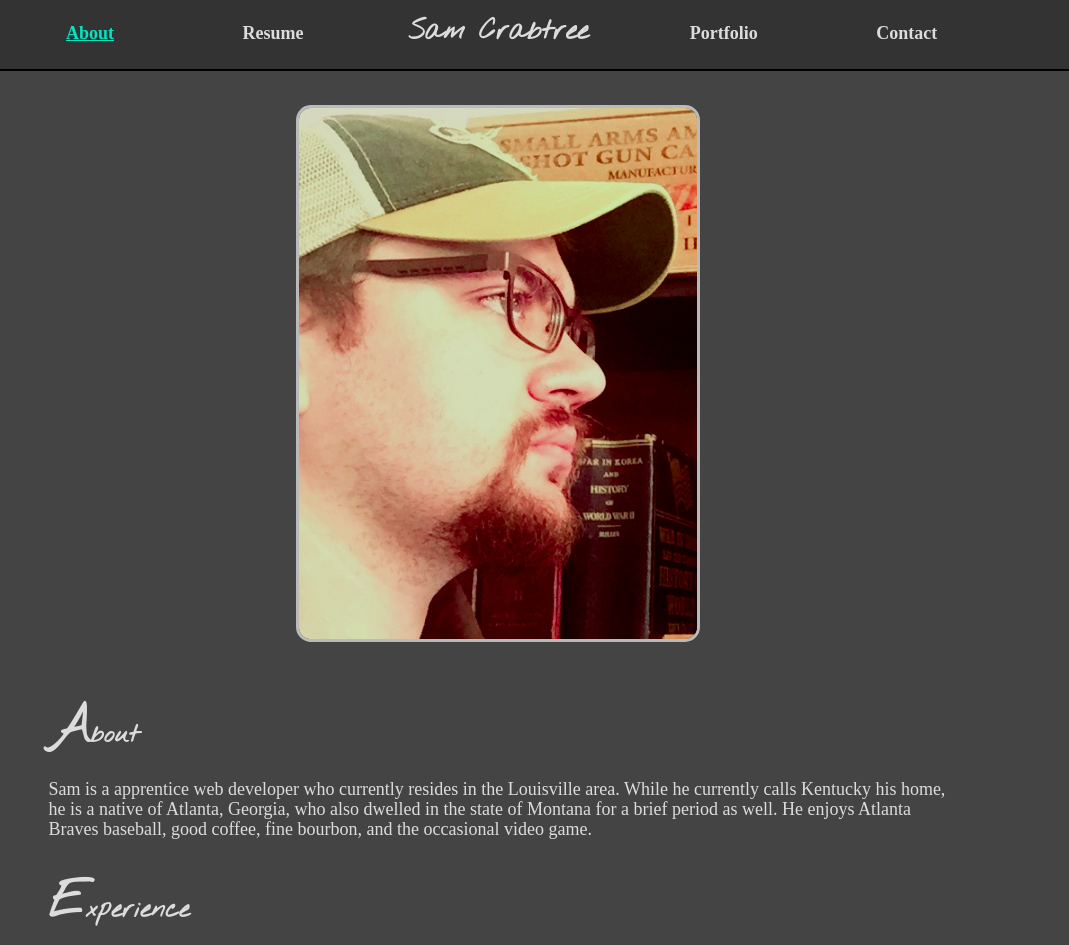 About Resume Sam Crabtree Portfolio Contact
SMALL ARMS AM
SHOT GUN CA
MANUFACTUR
WAR IN KOREA
AND
HISTORY
OF
WORLD WAR II
MILLER
About
Sam is a apprentice web developer who currently resides in the Louisville area. While he currently calls Kentucky his home,
he is a native of Atlanta, Georgia, who also dwelled in the state of Montana for a brief period as well. He enjoys Atlanta
Braves baseball, good coffee, fine bourbon, and the occasional video game.
Experience